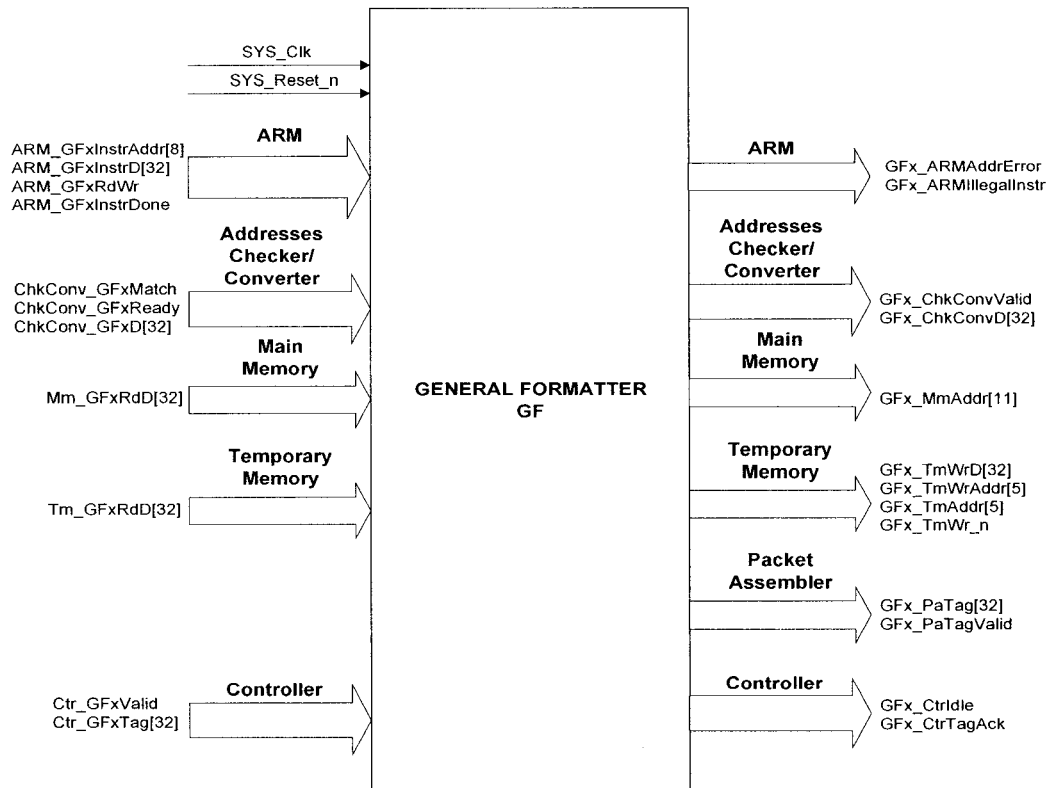 SYS_Clk
SYS_Reset_n
ARM
ARM_GFxInstrAddr[8]
ARM_GFxInstrD[32]
ARM_GFxRdWr
ARM_GFxInstrDone
Addresses
Checker/
Converter
ChkConv_GFxMatch
ChkConv_GFxReady
ChkConv_GFxD[32]
Main
Memory
Mm_GFxRdD[32]
Temporary
Memory
Tm_GFxRdD[32]
Controller
Ctr_GFxValid
Ctr_GFxTag[32]
GENERAL FORMATTER
GF
ARM
GFx_ARMAddrError
GFx_ARMIllegalInstr
Addresses
Checker/
Converter
GFx_ChkConvValid
GFx_ChkConvD[32]
Main
Memory
GFx_MmAddr[11]
Temporary
Memory
GFx_TmWrD[32]
GFx_TmWrAddr[5]
GFx_TmAddr[5]
GFx_TmWr_n
Packet
Assembler
GFx_PaTag[32]
GFx_PaTagValid
Controller
GFx_CtrIdle
GFx_CtrTagAck